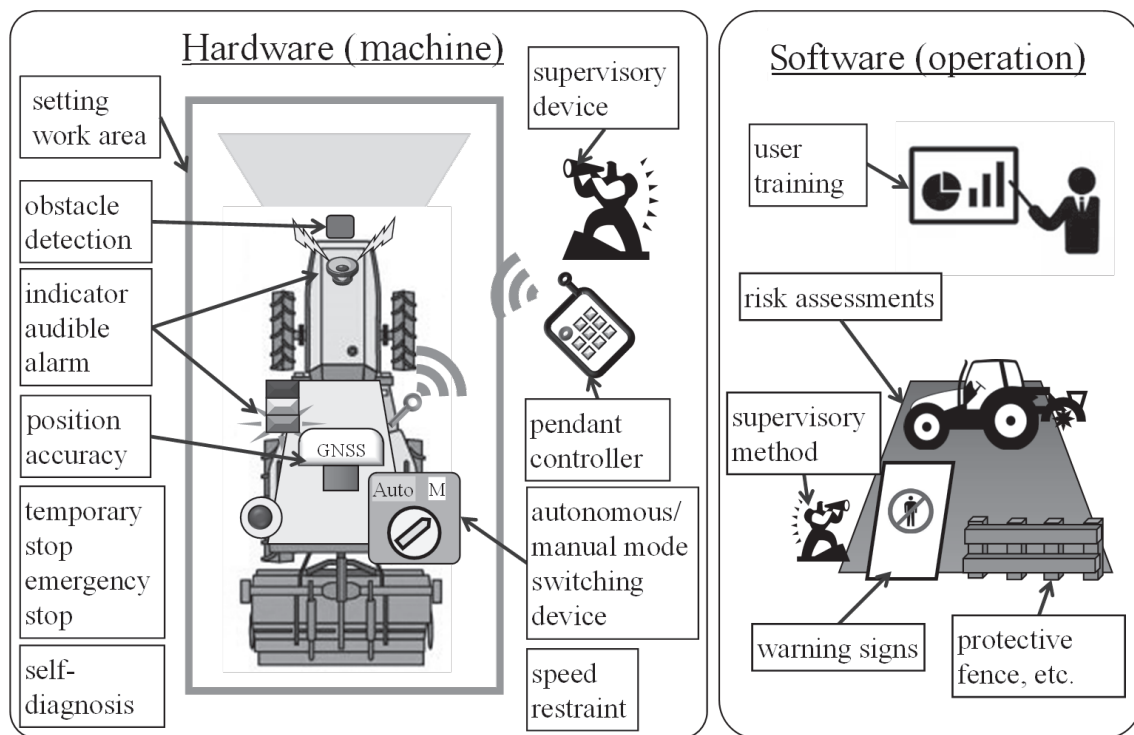 Hardware (machine)
setting
work area
obstacle
detection
indicator
audible
alarm
position
accuracy
temporary
stop
emergency
stop
self-
diagnosis
GNSS
Auto M
supervisory
device
pendant
controller
autonomous/
manual mode
switching
device
speed
restraint
Software (operation)
user
training
risk assessments
supervisory
method
warning signs
protective
fence, etc.